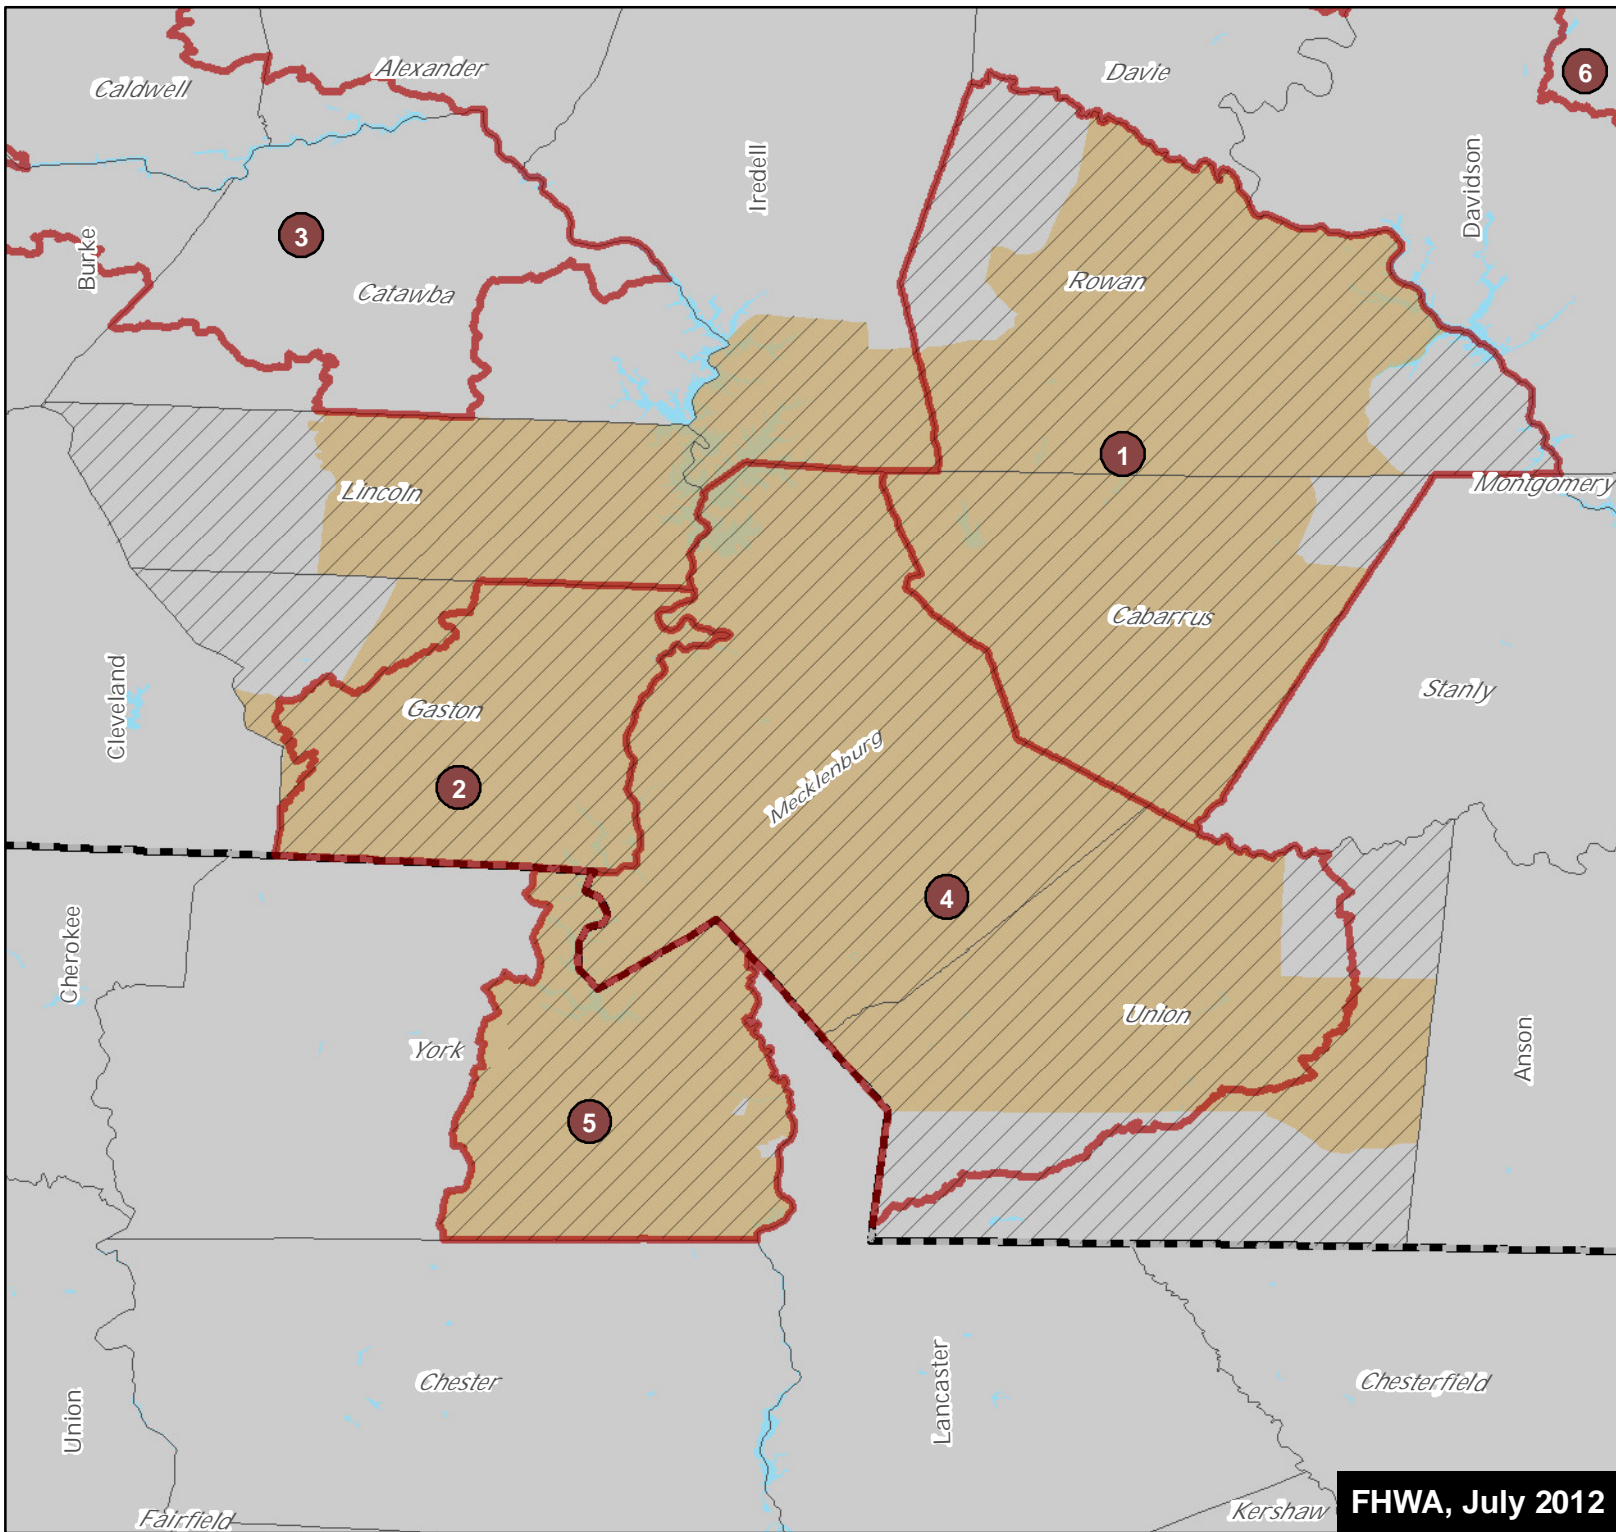 Caldwell
Alexander
Davie
6
Iredell
Davidson
Burke
3
Catawba
Rowan
1
Lincoln
Montgomery
Cabarrus
Cleveland
Gaston
Stanly
Mecklenburg
2
4
Cherokee
York
Union
Anson
5
Chester
Lancaster
Chesterfield
Union
Fairfield
Kershaw
FHWA, July 2012